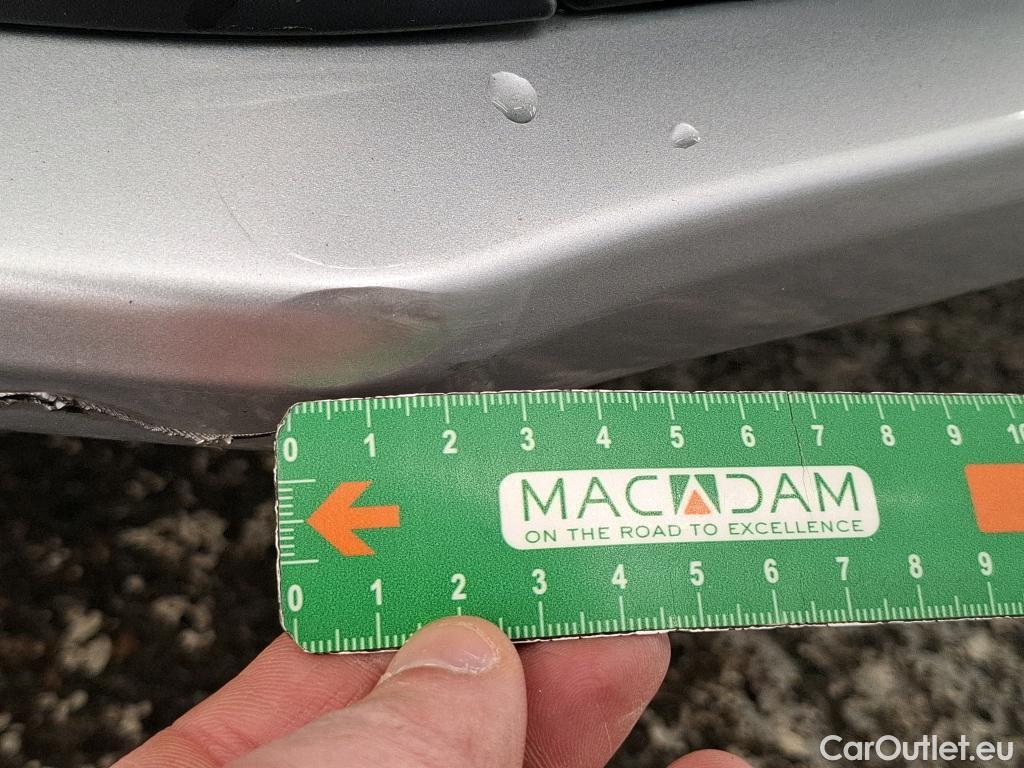 0 1 2 3 4 5 6 7 8 9 10
MACADAM
ON THE ROAD TO EXCELLENCE
0 1 2 3 4 5 6 7 8 9
CarOutlet.eu